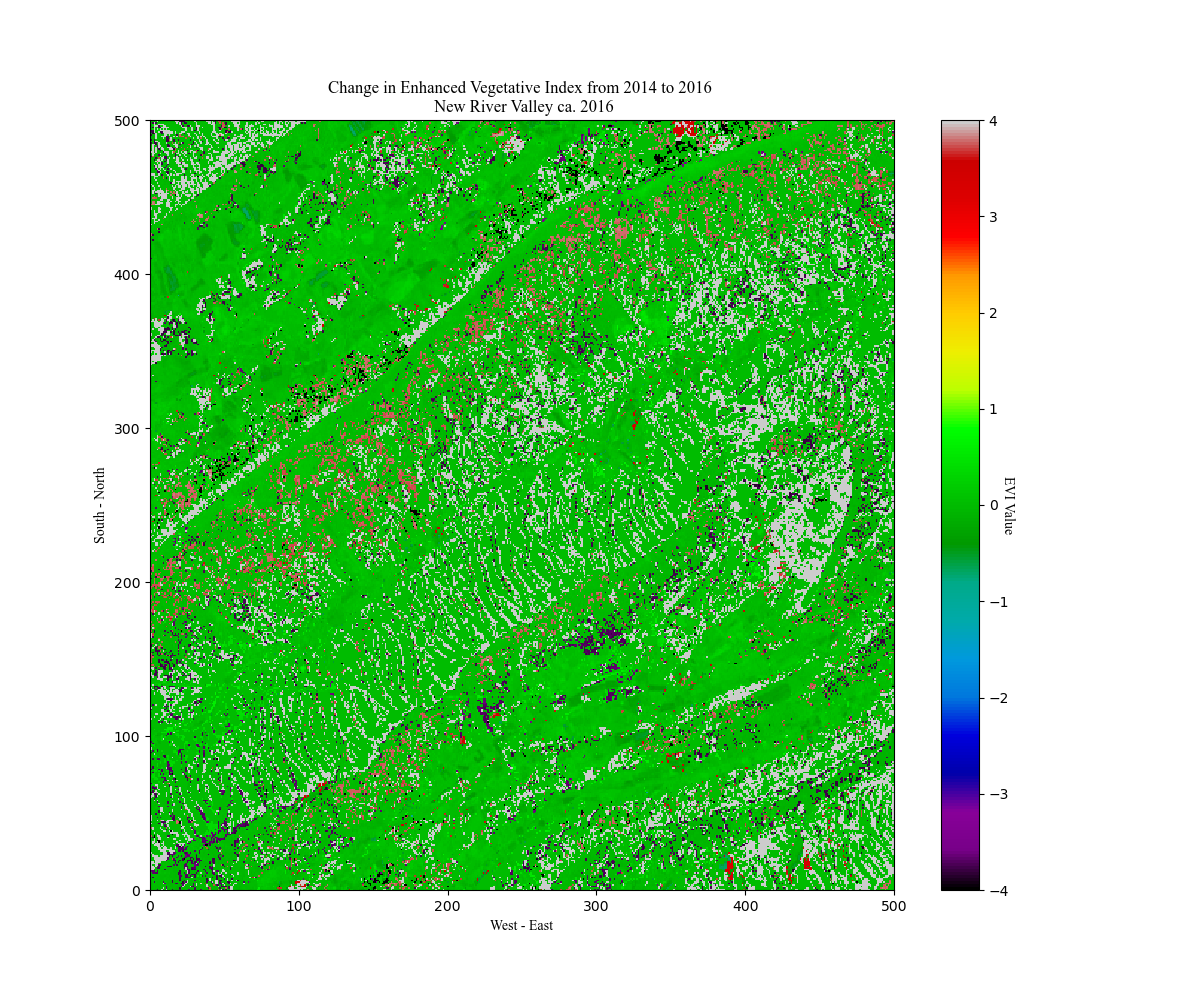 Change in Enhanced Vegetative Index from 2014 to 2016
New River Valley ca. 2016
500
400
300
200
100
0
South - North
0 100 200 300 400 500
West - East
4
3
2
1
0
−1
−2
−3
−4
EVI Value